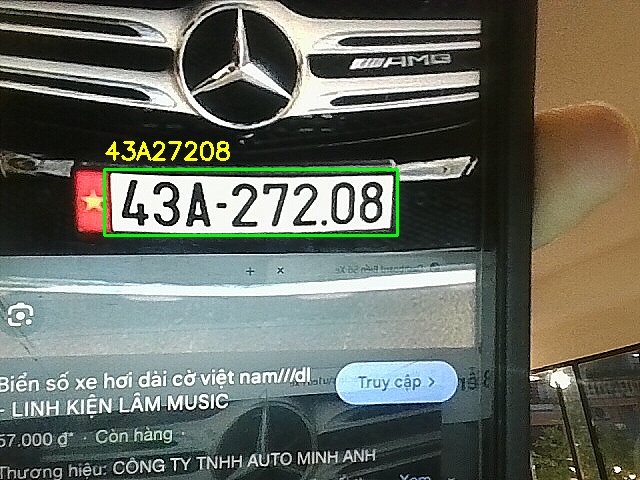 AMG
43A27208
43A-272.08
Biển số xe hơi dài cờ việt nam///dl
- LINH KIỆN LÂM MUSIC
Truy cập ›
57.000 đ* · Còn hàng ·
Thương hiệu: CÔNG TY TNHH AUTO MINH ANH
Xem